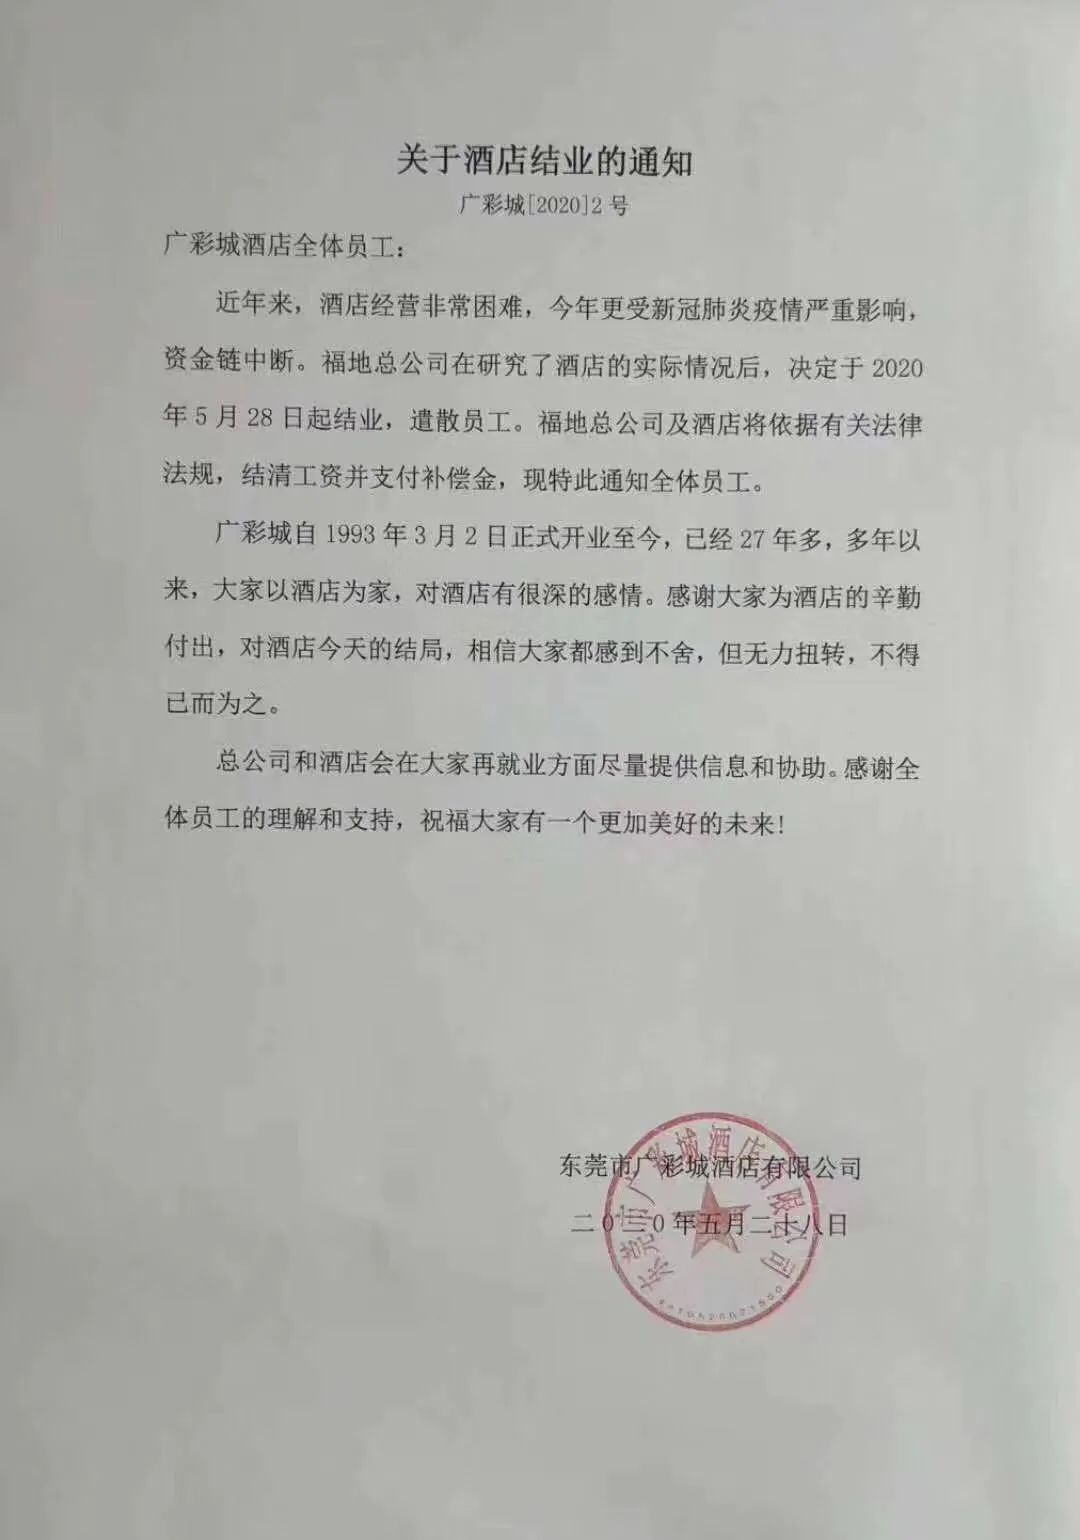 关于酒店结业的通知
广彩城[2020]2号
广彩城酒店全体员工：
近年来，酒店经营非常困难，今年更受新冠肺炎疫情严重影响，
资金链中断。福地总公司在研究了酒店的实际情况后，决定于 2020
年 5 月 28 日起结业，遣散员工。福地总公司及酒店将依据有关法律
法规，结清工资并支付补偿金，现特此通知全体员工。
广彩城自 1993 年 3 月 2 日正式开业至今，已经 27 年多，多年以
来，大家以酒店为家，对酒店有很深的感情。感谢大家为酒店的辛勤
付出，对酒店今天的结局，相信大家都感到不舍，但无力扭转，不得
已而为之。
总公司和酒店会在大家再就业方面尽量提供信息和协助。感谢全
体员工的理解和支持，祝福大家有一个更加美好的未来!
东莞市广彩城酒店有限公司
二0二0年五月二十八日
东莞市广彩城酒店有限公司